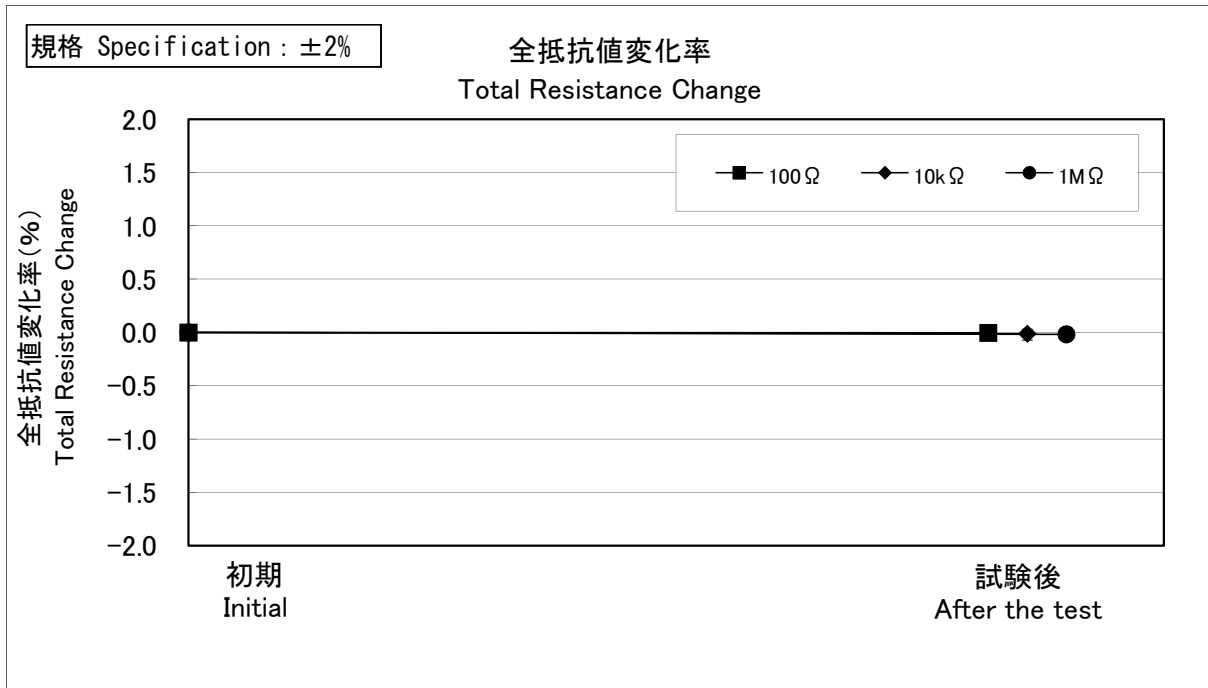 規格 Specification : ±2%
全抵抗値変化率
Total Resistance Change
全抵抗値変化率(%)
Total Resistance Change
2.0
1.5
1.0
0.5
0.0
−0.5
−1.0
−1.5
−2.0
100Ω 10kΩ 1MΩ
初期
Initial
試験後
After the test